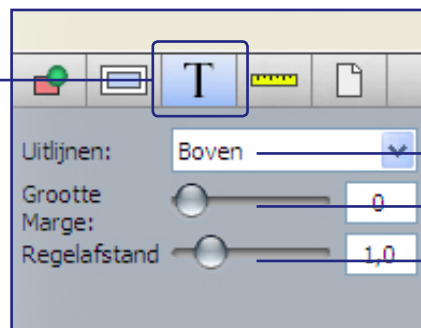 T
Uitlijnen: Boven
Grootte
Marge: 0
Regelafstand 1,0